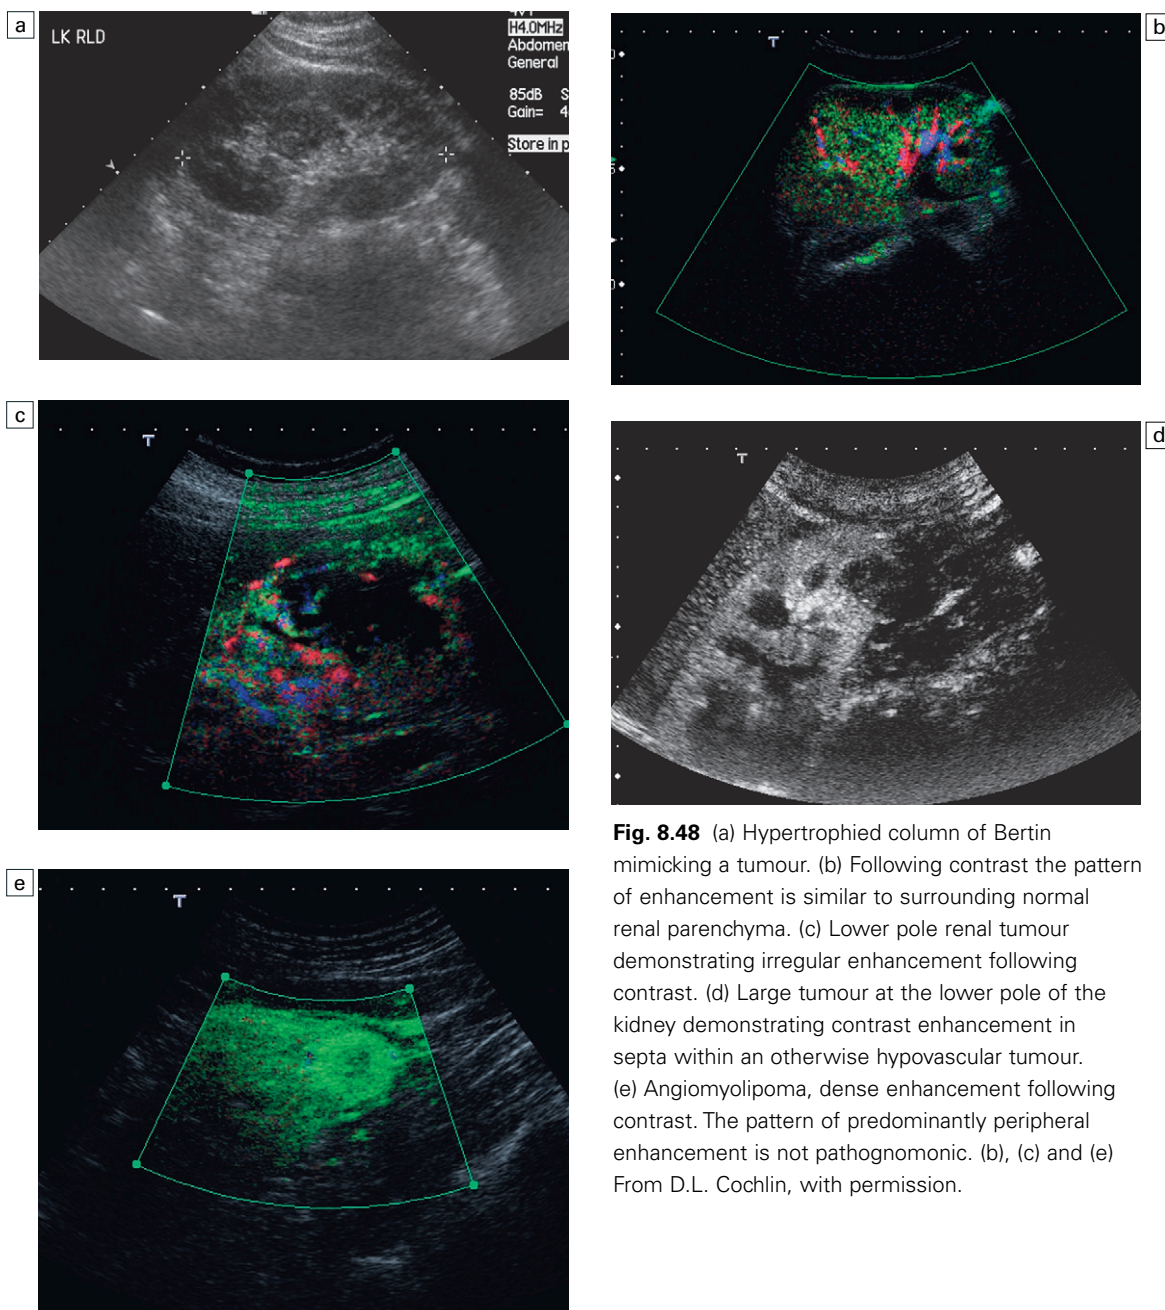 a
LK RLD
H4.0MHz
Abdomen
General
85dB S
Gain= 4
Store in p
b
T
c
T
d
T
Fig. 8.48 (a) Hypertrophied column of Bertin
mimicking a tumour. (b) Following contrast the pattern
of enhancement is similar to surrounding normal
renal parenchyma. (c) Lower pole renal tumour
demonstrating irregular enhancement following
contrast. (d) Large tumour at the lower pole of the
kidney demonstrating contrast enhancement in
septa within an otherwise hypovascular tumour.
(e) Angiomyolipoma, dense enhancement following
contrast. The pattern of predominantly peripheral
enhancement is not pathognomonic. (b), (c) and (e)
From D.L. Cochlin, with permission.
e
T